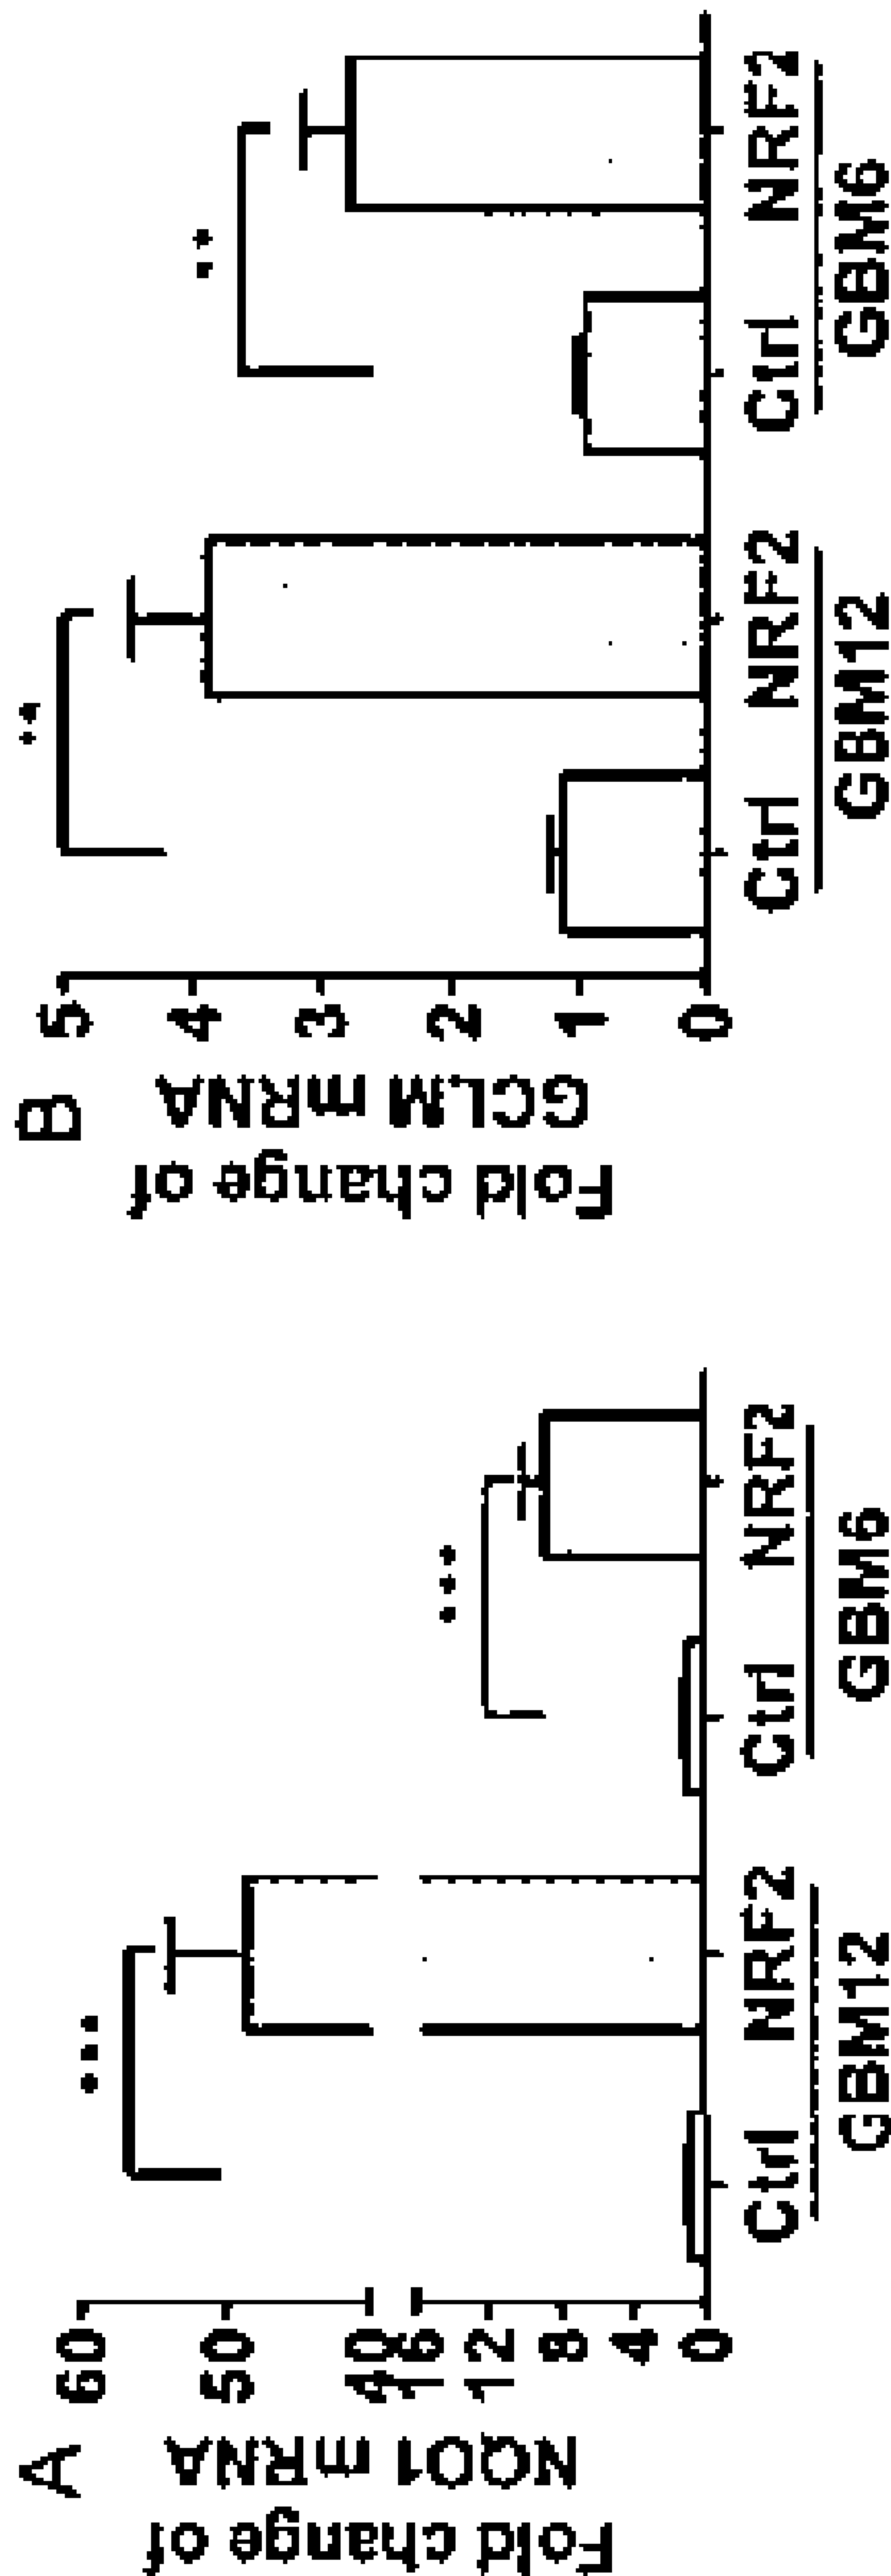 A
Fold change of
NQO1 mRNA
60
50
40
16
12
8
4
0
***
***
Ctrl NRF2 Ctrl NRF2
GBM12 GBM6
B
Fold change of
GCLM mRNA
5
4
3
2
1
0
**
**
Ctrl NRF2 Ctrl NRF2
GBM12 GBM6